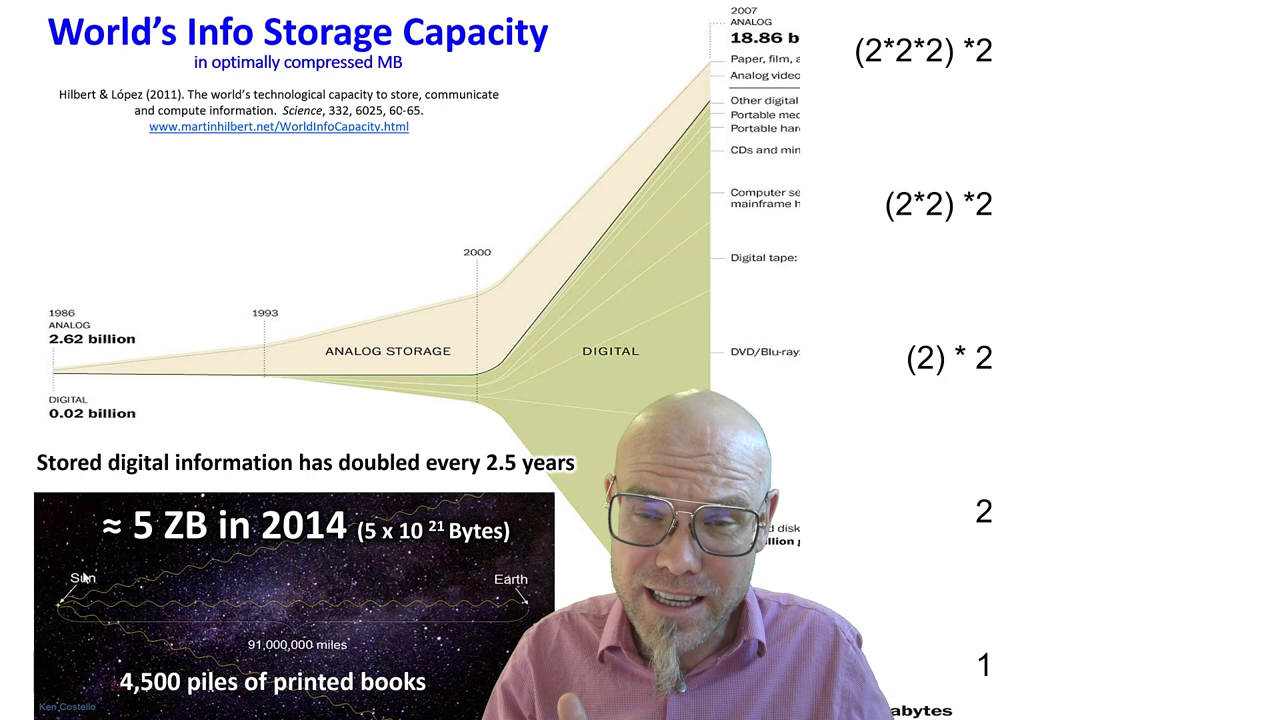 World's Info Storage Capacity
in optimally compressed MB
Hilbert & López (2011). The world's technological capacity to store, communicate
and compute information. Science, 332, 6025, 60-65.
www.martinhilbert.net/WorldInfoCapacity.html
2007
ANALOG
18.86 b
Paper, film, a
Analog video
Other digital
Portable med
Portable har
CDs and min
Computer se
mainframe h
Digital tape:
DVD/Blu-ray:
2000
1993
1986
ANALOG
2.62 billion
ANALOG STORAGE
DIGITAL
DIGITAL
0.02 billion
Stored digital information has doubled every 2.5 years
≈ 5 ZB in 2014 (5 x 10 21 Bytes)
Sun
Earth
91,000,000 miles
4,500 piles of printed books
Ken Costello
d disk
llion g
abytes
(2*2*2) *2
(2*2) *2
(2) * 2
2
1